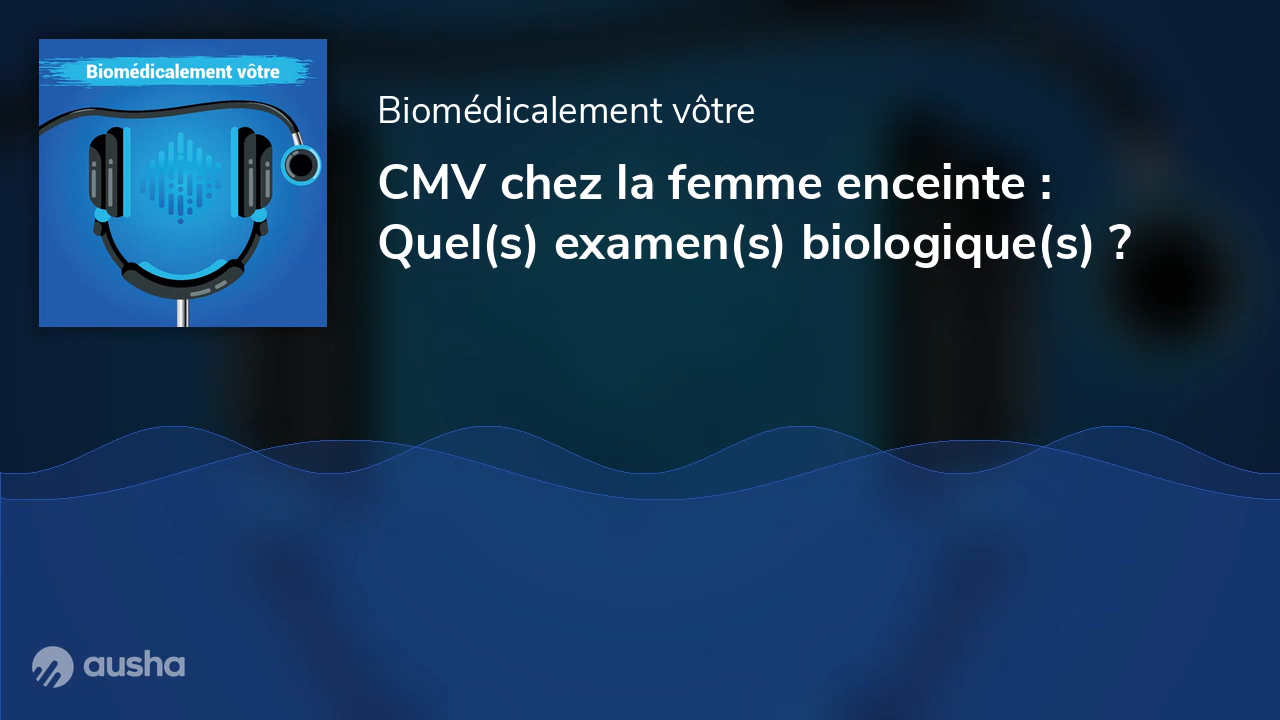 Biomédicalement vôtre
Biomédicalement vôtre
CMV chez la femme enceinte :
Quel(s) examen(s) biologique(s) ?
ausha